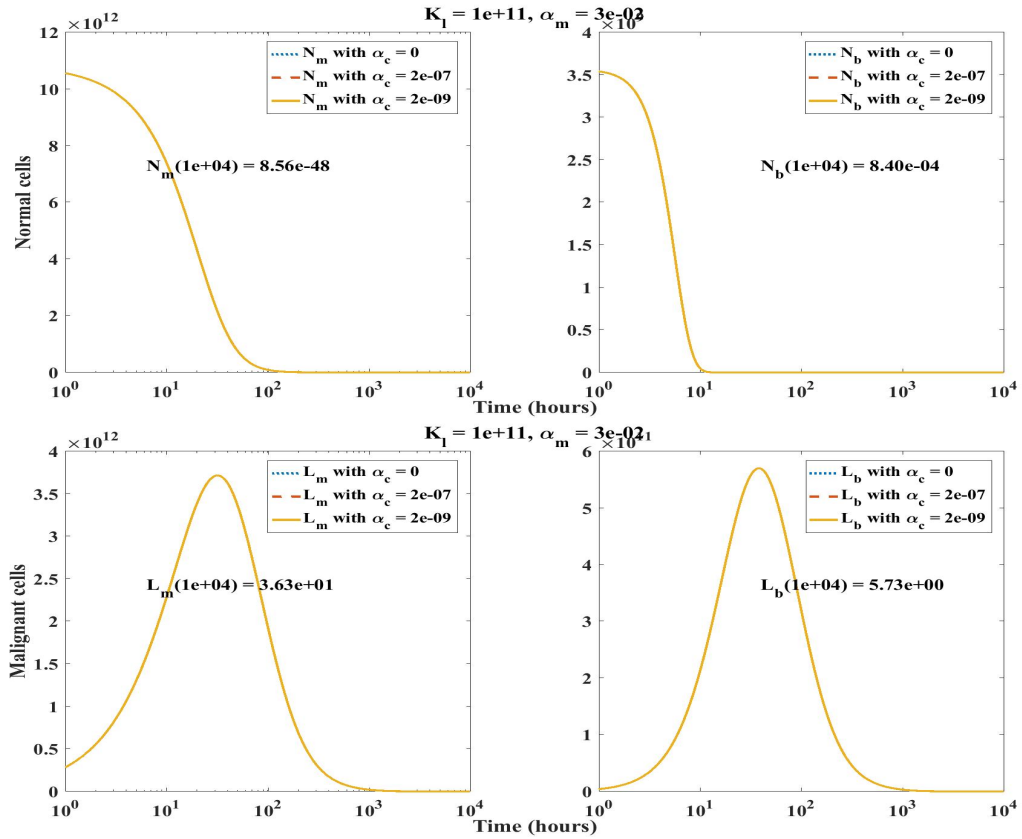 K_l = 1e+11, α_m = 3e-02
×10^12
12
10
8
6
4
2
0
10^0
10^1
10^2
10^3
10^4
Normal cells
N_m with α_c = 0
N_m with α_c = 2e-07
N_m with α_c = 2e-09
N_m(1e+04) = 8.56e-48
4
3.5
3
2.5
2
1.5
1
0.5
0
10^0
10^1
10^2
10^3
10^4
N_b with α_c = 0
N_b with α_c = 2e-07
N_b with α_c = 2e-09
N_b(1e+04) = 8.40e-04
Time (hours)
K_l = 1e+11, α_m = 3e-02
×10^12
4
3.5
3
2.5
2
1.5
1
0.5
0
10^0
10^1
10^2
10^3
10^4
Malignant cells
L_m with α_c = 0
L_m with α_c = 2e-07
L_m with α_c = 2e-09
L_m(1e+04) = 3.63e+01
6
5
4
3
2
1
0
10^0
10^1
10^2
10^3
10^4
L_b with α_c = 0
L_b with α_c = 2e-07
L_b with α_c = 2e-09
L_b(1e+04) = 5.73e+00
Time (hours)